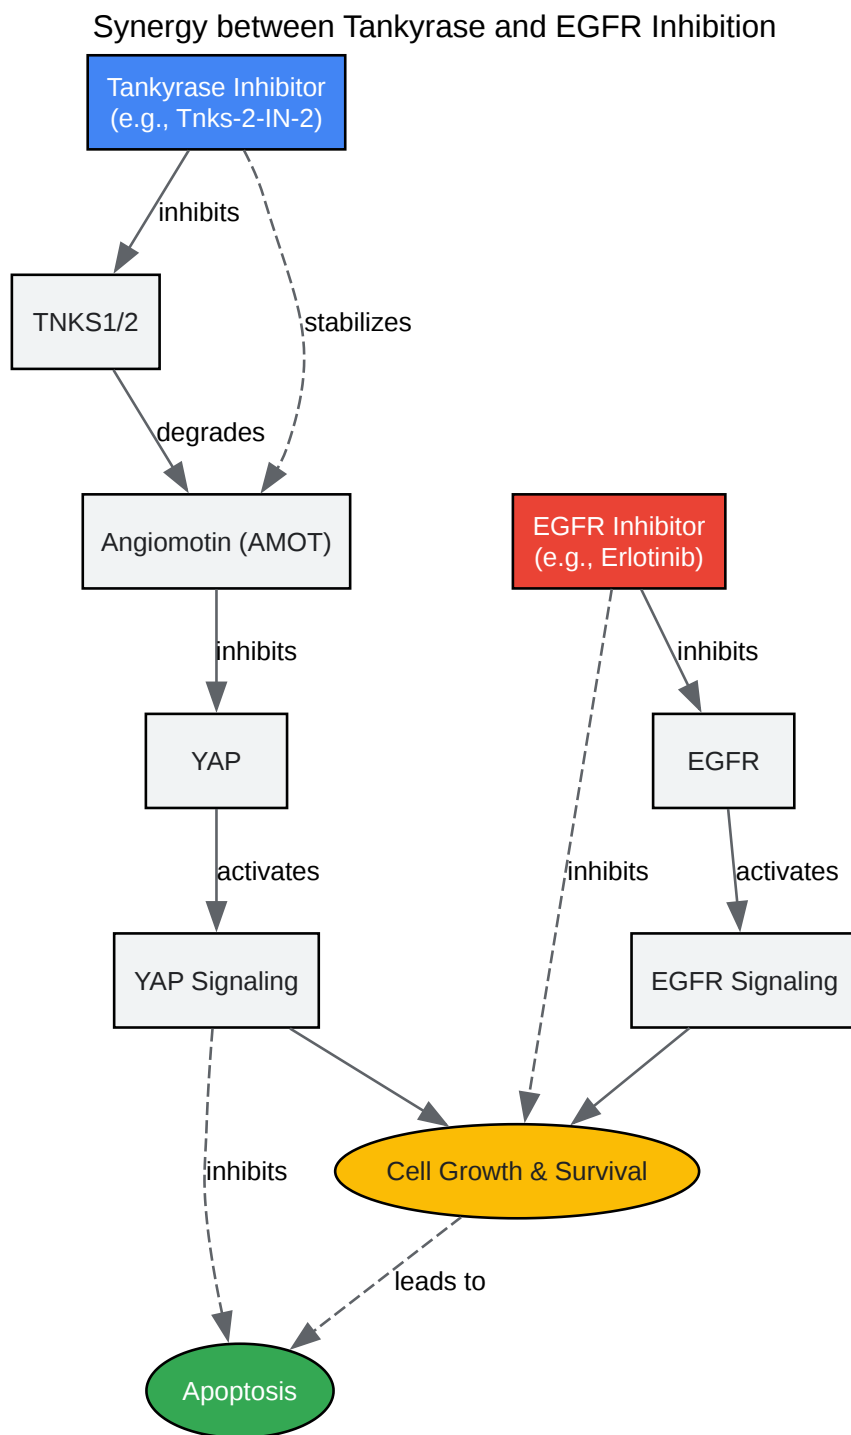 Synergy between Tankyrase and EGFR Inhibition
Tankyrase Inhibitor
(e.g., Tnks-2-IN-2)
inhibits
TNKS1/2
stabilizes
degrades
Angiomotin (AMOT)
EGFR Inhibitor
(e.g., Erlotinib)
inhibits
inhibits
YAP
EGFR
activates
inhibits
activates
YAP Signaling
EGFR Signaling
inhibits
Cell Growth & Survival
leads to
Apoptosis